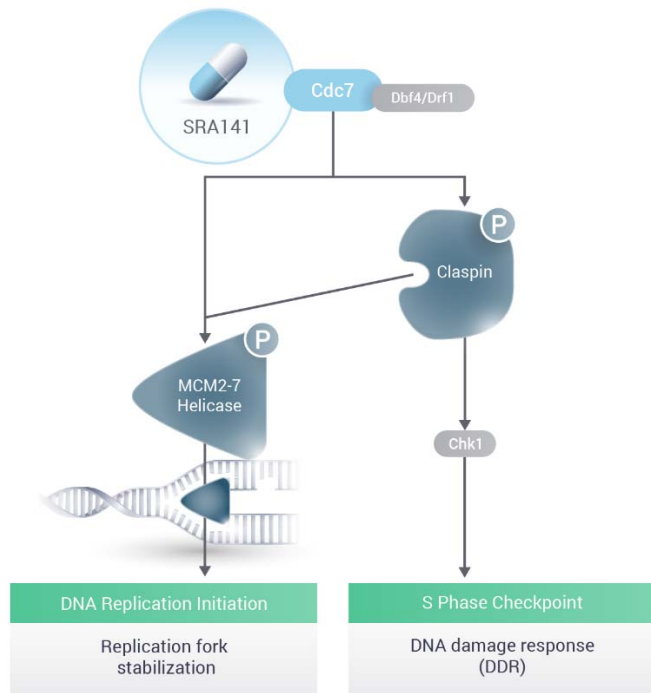 SRA141
Cdc7
Dbf4/Drf1
P
Claspin
P
MCM2-7
Helicase
Chk1
DNA Replication Initiation
Replication fork
stabilization
S Phase Checkpoint
DNA damage response
(DDR)